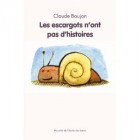 Claude Boujon
Les escargots n'ont
pas d'histoires